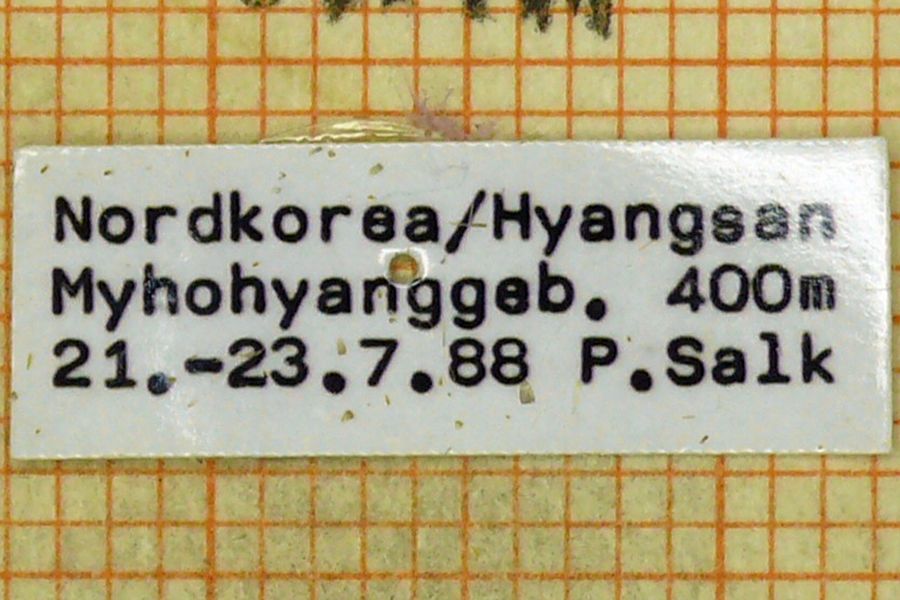 Nordkorea/Hyangsan
Myhohyanggeb. 400m
21.-23.7.88 P.Salk